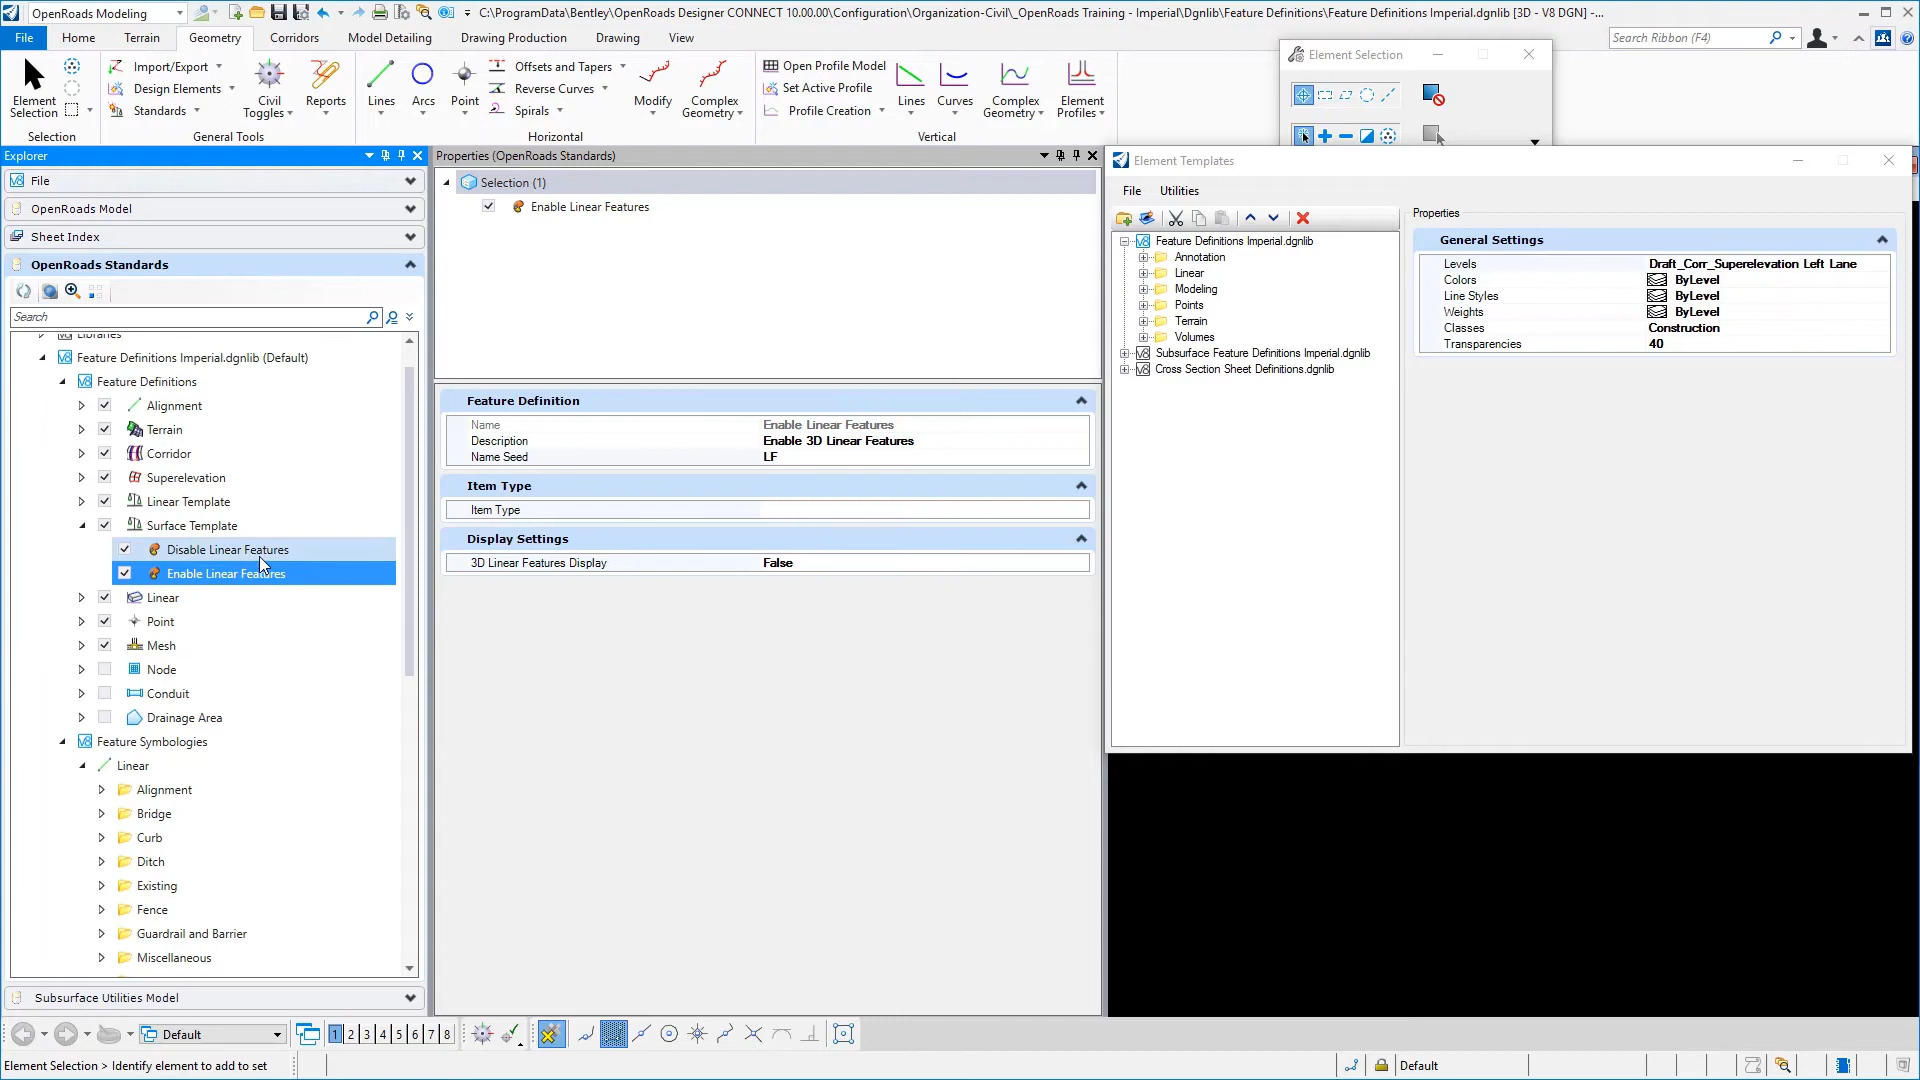 OpenRoads Modeling
C:\ProgramData\Bentley\OpenRoads Designer CONNECT 10.00.00\Configuration\Organization-Civil\_OpenRoads Training - Imperial\Dgnlib\Feature Definitions\Feature Definitions Imperial.dgnlib [3D - V8 DGN] -...
File Home Terrain Geometry Corridors Model Detailing Drawing Production Drawing View
Search Ribbon (F4)
Element Selection
Selection
Import/Export
Design Elements
Standards
Civil Toggles
Reports
General Tools
Lines
Arcs
Point
Offsets and Tapers
Reverse Curves
Spirals
Modify
Complex Geometry
Horizontal
Open Profile Model
Set Active Profile
Profile Creation
Lines
Curves
Complex Geometry
Element Profiles
Vertical
Element Selection
Explorer
File
OpenRoads Model
Sheet Index
OpenRoads Standards
Search
Libraries
Feature Definitions Imperial.dgnlib (Default)
Feature Definitions
Alignment
Terrain
Corridor
Superelevation
Linear Template
Surface Template
Disable Linear Features
Enable Linear Features
Linear
Point
Mesh
Node
Conduit
Drainage Area
Feature Symbologies
Linear
Alignment
Bridge
Curb
Ditch
Existing
Fence
Guardrail and Barrier
Miscellaneous
Subsurface Utilities Model
Properties (OpenRoads Standards)
Selection (1)
Enable Linear Features
Feature Definition
Name Enable Linear Features
Description Enable 3D Linear Features
Name Seed LF
Item Type
Item Type
Display Settings
3D Linear Features Display False
Element Templates
File Utilities
Feature Definitions Imperial.dgnlib
Annotation
Linear
Modeling
Points
Terrain
Volumes
Subsurface Feature Definitions Imperial.dgnlib
Cross Section Sheet Definitions.dgnlib
Properties
General Settings
Levels Draft_Corr_Superelevation Left Lane
Colors ByLevel
Line Styles ByLevel
Weights ByLevel
Classes Construction
Transparencies 40
Default
1 2 3 4 5 6 7 8
Element Selection > Identify element to add to set
Default